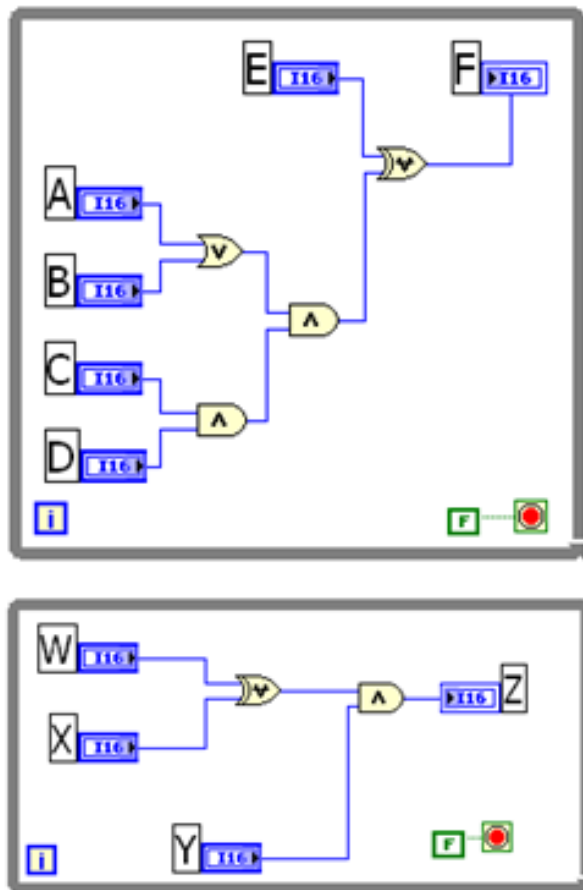 E I16 F I16
A I16
V
V
B I16
Λ
C I16
Λ
D I16
i F
W I16
V Λ I16 Z
X I16
Y I16 F
i